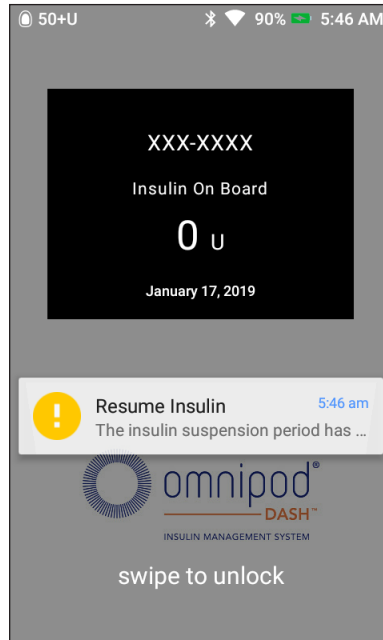 50+U 90% 5:46 AM
XXX-XXXX
Insulin On Board
0 U
January 17, 2019
Resume Insulin 5:46 am
The insulin suspension period has ...
omnipod®
DASH™
INSULIN MANAGEMENT SYSTEM
swipe to unlock